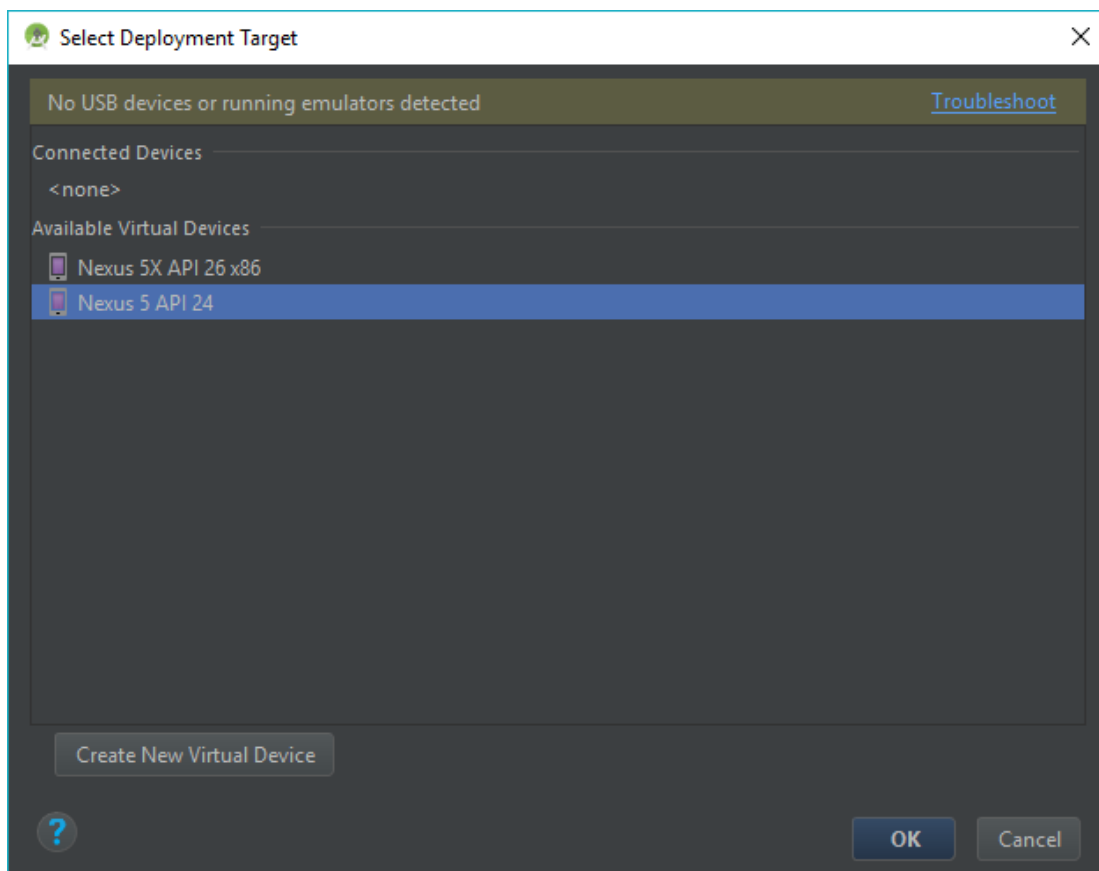 Select Deployment Target
No USB devices or running emulators detected Troubleshoot
Connected Devices
<none>
Available Virtual Devices
Nexus 5X API 26 x86
Nexus 5 API 24
Create New Virtual Device
?
OK Cancel